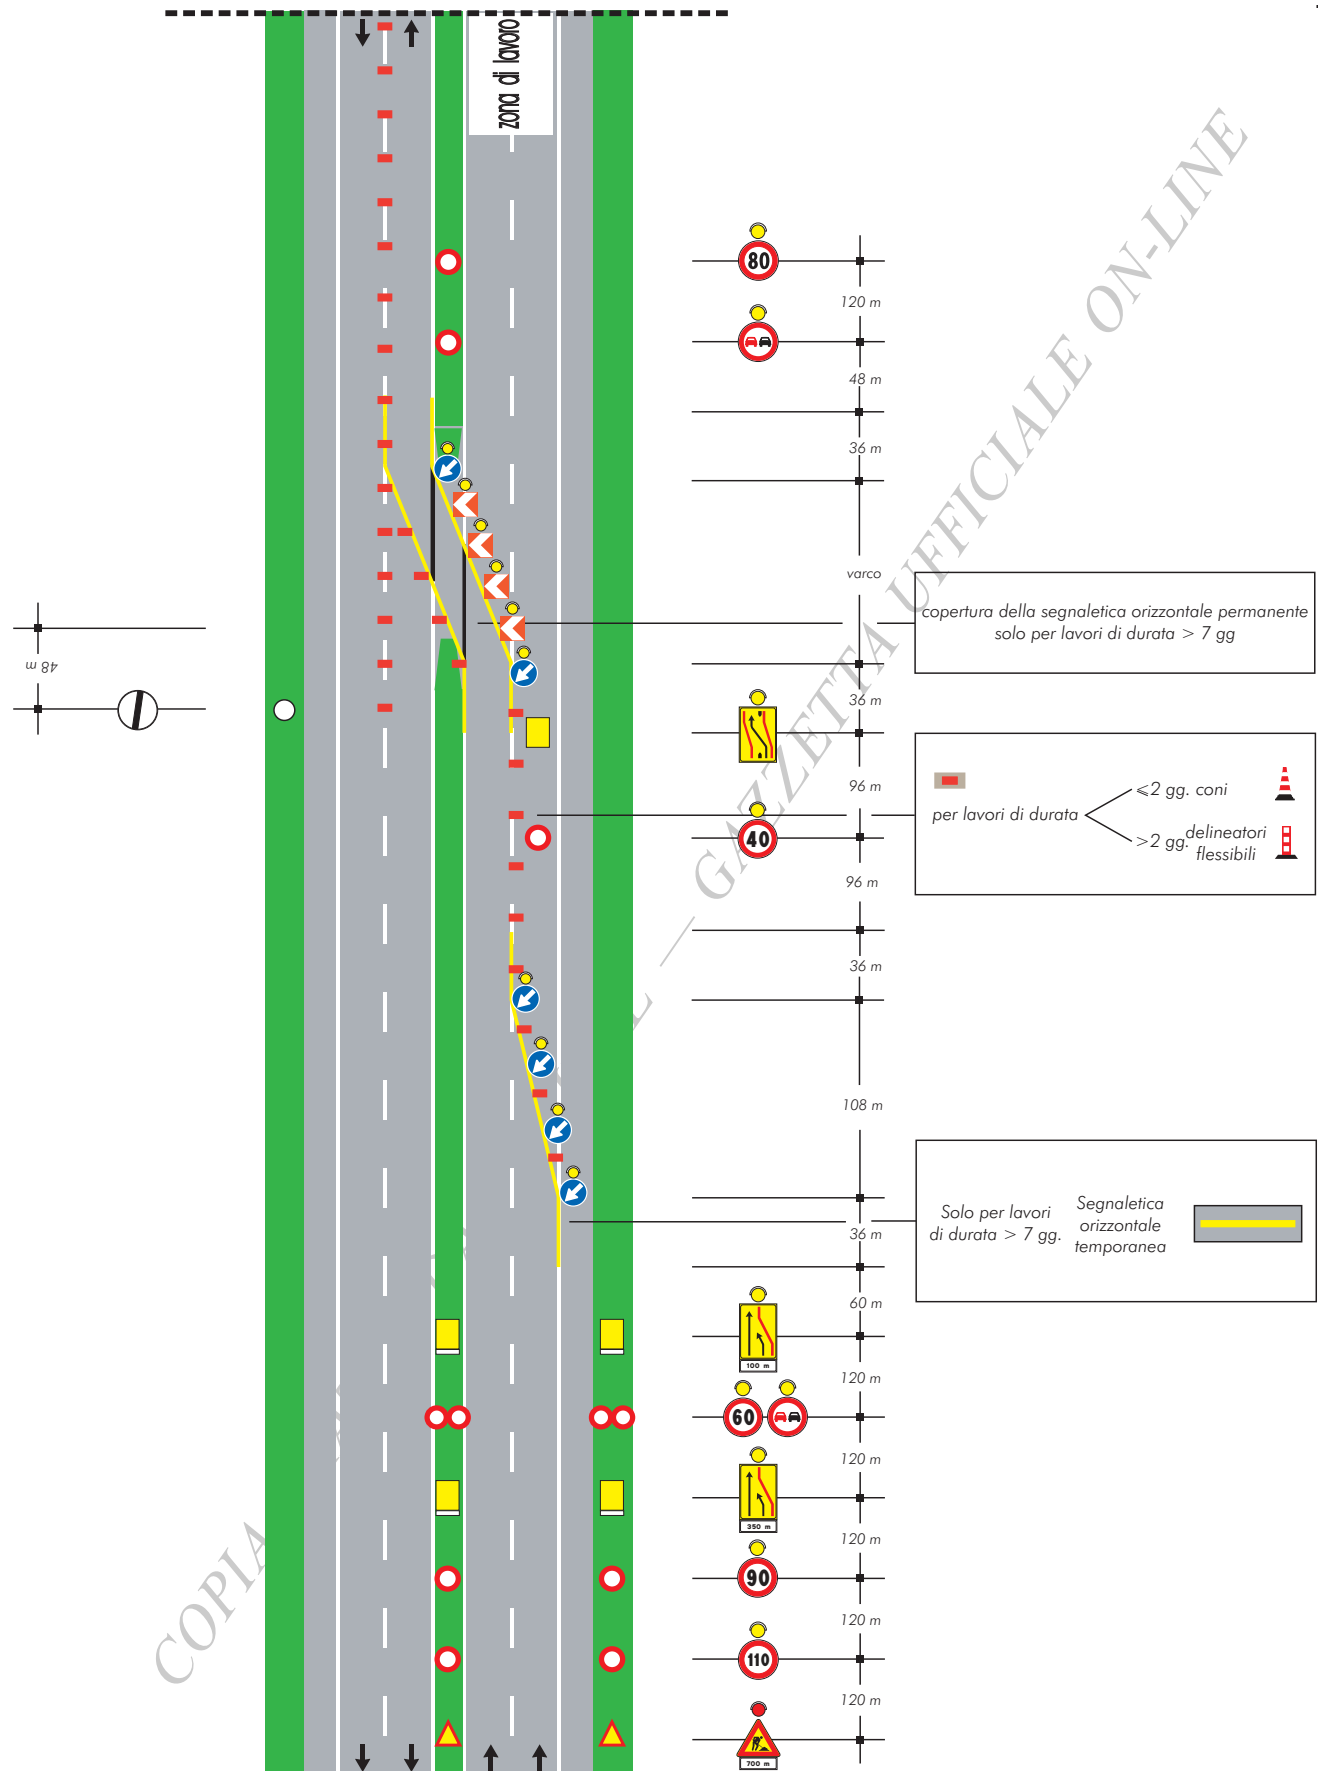 zona di lavoro
80
120 m
48 m
36 m
varco
copertura della segnaletica orizzontale permanente
solo per lavori di durata > 7 gg
48 m
36 m
96 m
per lavori di durata
⩽2 gg. coni
>2 gg. delineatori
flessibili
40
96 m
36 m
108 m
Solo per lavori
di durata > 7 gg.
Segnaletica
orizzontale
temporanea
36 m
60 m
100 m
120 m
60
120 m
350 m
120 m
90
120 m
110
120 m
700 m
COPIA
GAZZETTA UFFICIALE ON-LINE